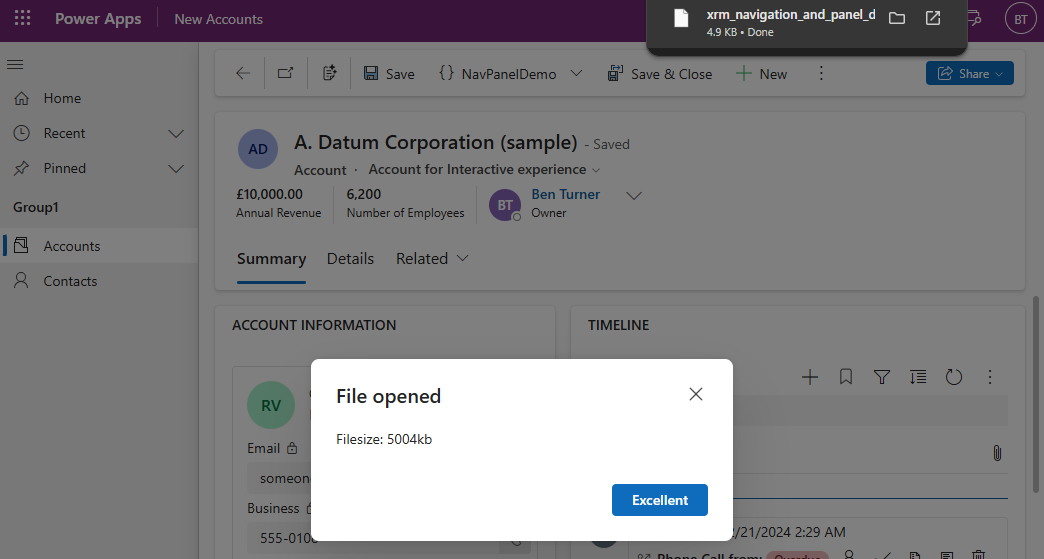 Power Apps
New Accounts
xrm_navigation_and_panel_d
4.9 KB • Done
BT
Save
{} NavPanelDemo
Save & Close
New
Share
Home
Recent
Pinned
Group1
Accounts
Contacts
AD
A. Datum Corporation (sample) - Saved
Account · Account for Interactive experience
£10,000.00
Annual Revenue
6,200
Number of Employees
BT
Ben Turner
Owner
Summary
Details
Related
ACCOUNT INFORMATION
TIMELINE
RV
Email
someon
Business
555-0100
File opened
Filesize: 5004kb
Excellent
/21/2024 2:29 AM
Phone Call from:
Overdue